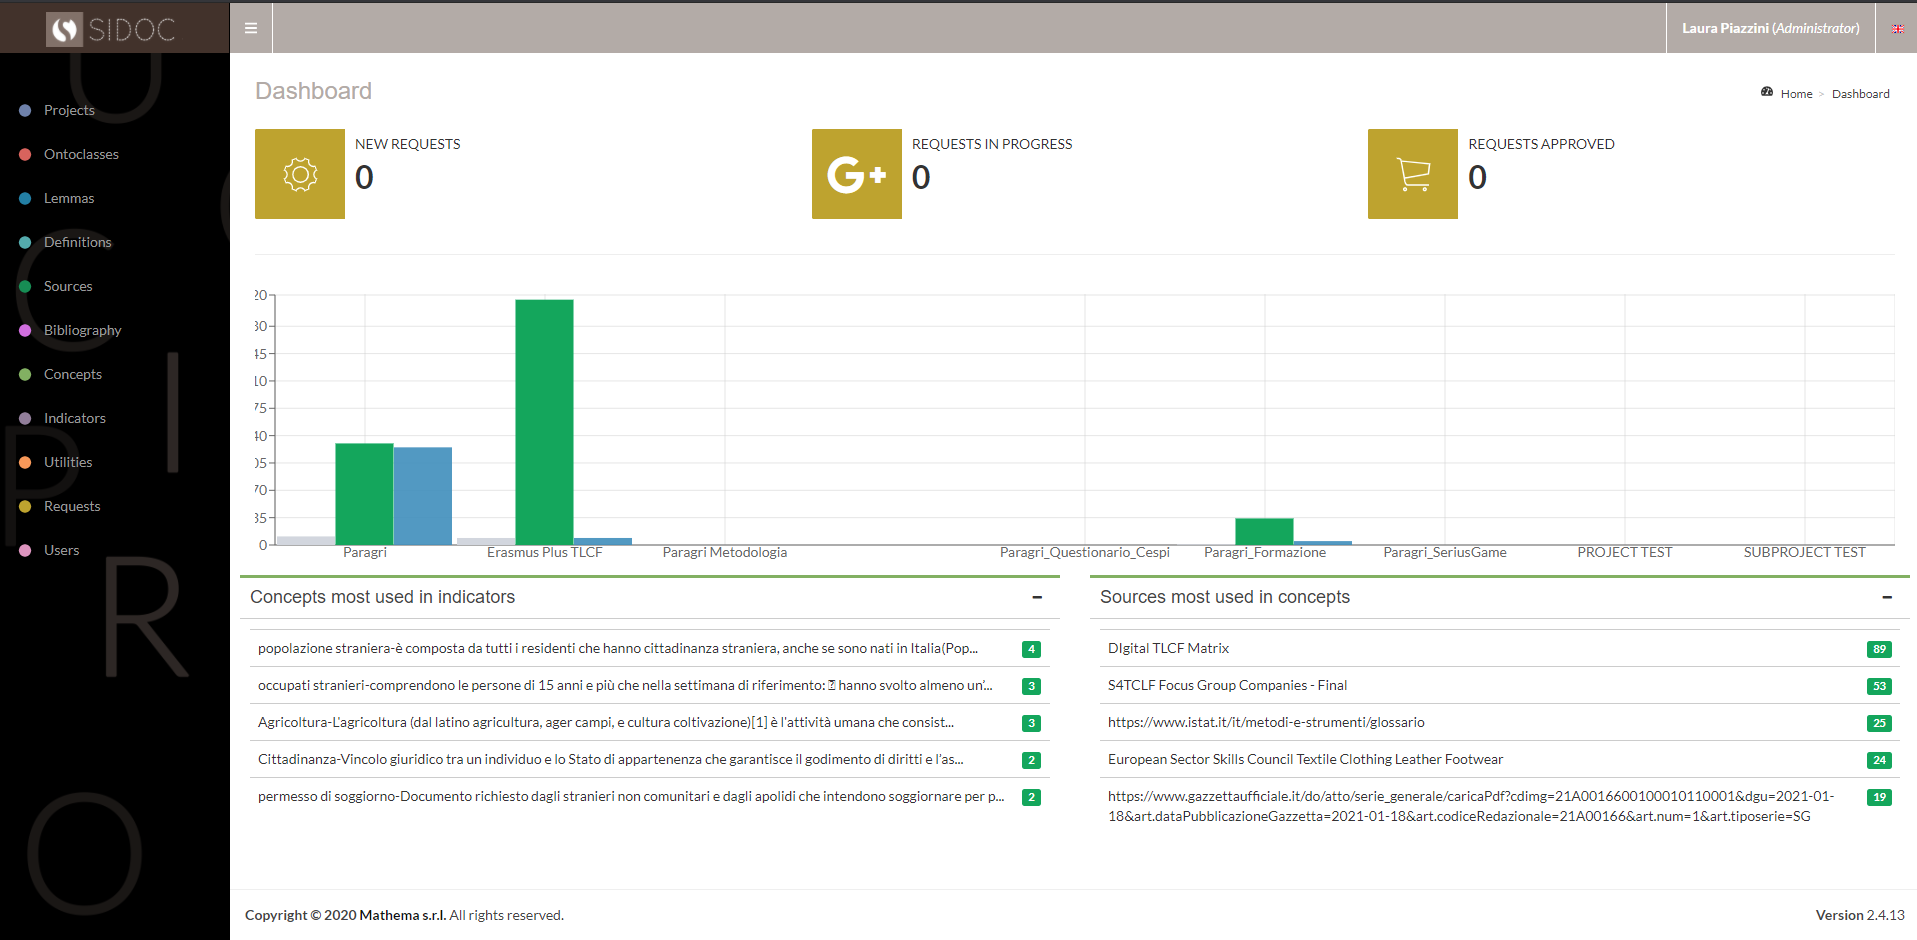 SIDOC
Laura Piazzini (Administrator)
Projects
Ontoclasses
Lemmas
Definitions
Sources
Bibliography
Concepts
Indicators
Utilities
Requests
Users
Dashboard
Home > Dashboard
NEW REQUESTS
0
REQUESTS IN PROGRESS
0
REQUESTS APPROVED
0
20
30
45
10
75
40
05
70
35
0
Paragri
Erasmus Plus TLCF
Paragri Metodologia
Paragri_Questionario_Cespi
Paragri_Formazione
Paragri_SeriusGame
PROJECT TEST
SUBPROJECT TEST
Concepts most used in indicators
popolazione straniera-è composta da tutti i residenti che hanno cittadinanza straniera, anche se sono nati in Italia(Pop... 4
occupati stranieri-comprendono le persone di 15 anni e più che nella settimana di riferimento: hanno svolto almeno un'... 3
Agricoltura-L'agricoltura (dal latino agricultura, ager campi, e cultura coltivazione)[1] è l'attività umana che consist... 3
Cittadinanza-Vincolo giuridico tra un individuo e lo Stato di appartenenza che garantisce il godimento di diritti e l'as... 2
permesso di soggiorno-Documento richiesto dagli stranieri non comunitari e dagli apolidi che intendono soggiornare per p... 2
Sources most used in concepts
DIgital TLCF Matrix 89
S4TCLF Focus Group Companies - Final 53
https://www.istat.it/it/metodi-e-strumenti/glossario 25
European Sector Skills Council Textile Clothing Leather Footwear 24
https://www.gazzettaufficiale.it/do/atto/serie_generale/caricaPdf?cdimg=21A0016600100010110001&dgu=2021-01- 19
18&art.dataPubblicazioneGazzetta=2021-01-18&art.codiceRedazionale=21A00166&art.num=1&art.tiposerie=SG
Copyright © 2020 Mathema s.r.l. All rights reserved.
Version 2.4.13